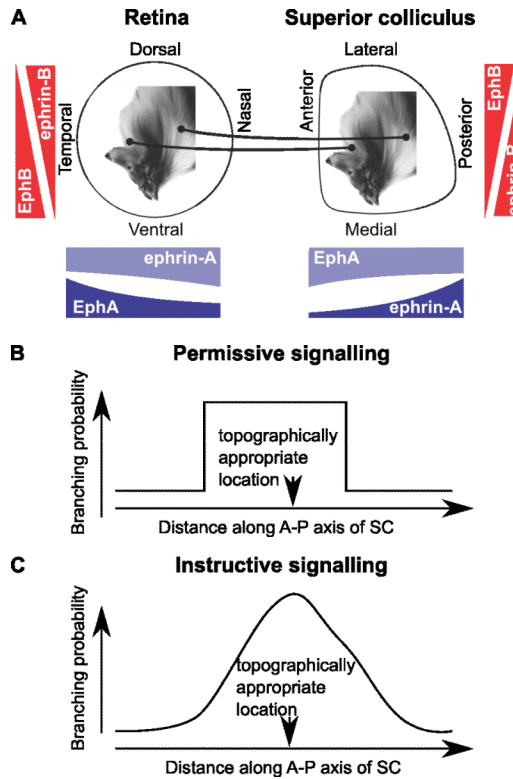 A
Retina
Superior colliculus
Dorsal
Lateral
EphB
ephrin-B
Temporal
Nasal
Anterior
Posterior
EphB
ephrin-B
Ventral
Medial
ephrin-A
EphA
EphA
ephrin-A
B
Permissive signalling
Branching probability
topographically
appropriate
location
Distance along A-P axis of SC
C
Instructive signalling
Branching probability
topographically
appropriate
location
Distance along A-P axis of SC